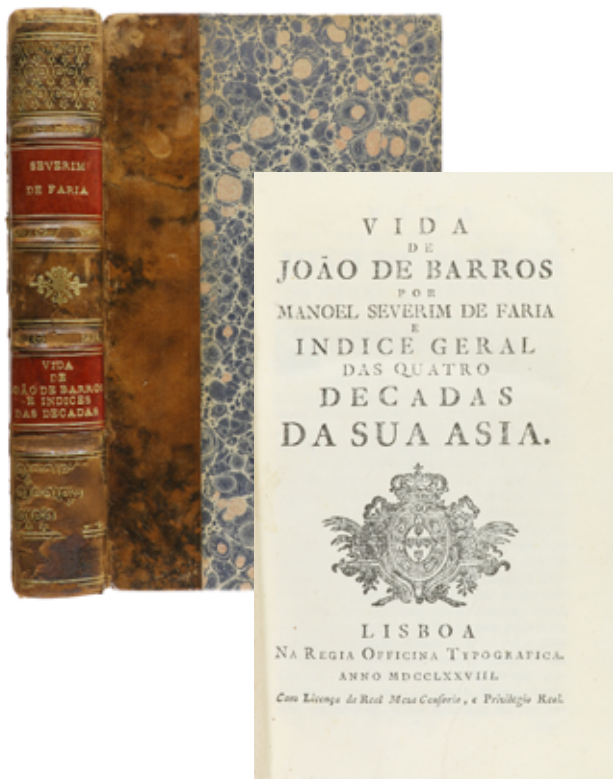 SEVERIM
DE FARIA
VIDA
DE
JOÃO DE BARROS
E INDICES
DAS DECADAS
VIDA
DE
JOÃO DE BARROS
POR
MANOEL SEVERIM DE FARIA
E
INDICE GERAL
DAS QUATRO
DECADAS
DA SUA ASIA.
LISBOA
NA REGIA OFFICINA TYPOGRAFICA.
ANNO MDCCLXXVIII.
Com Licença da Real Meza Censoria, e Privilegio Real.